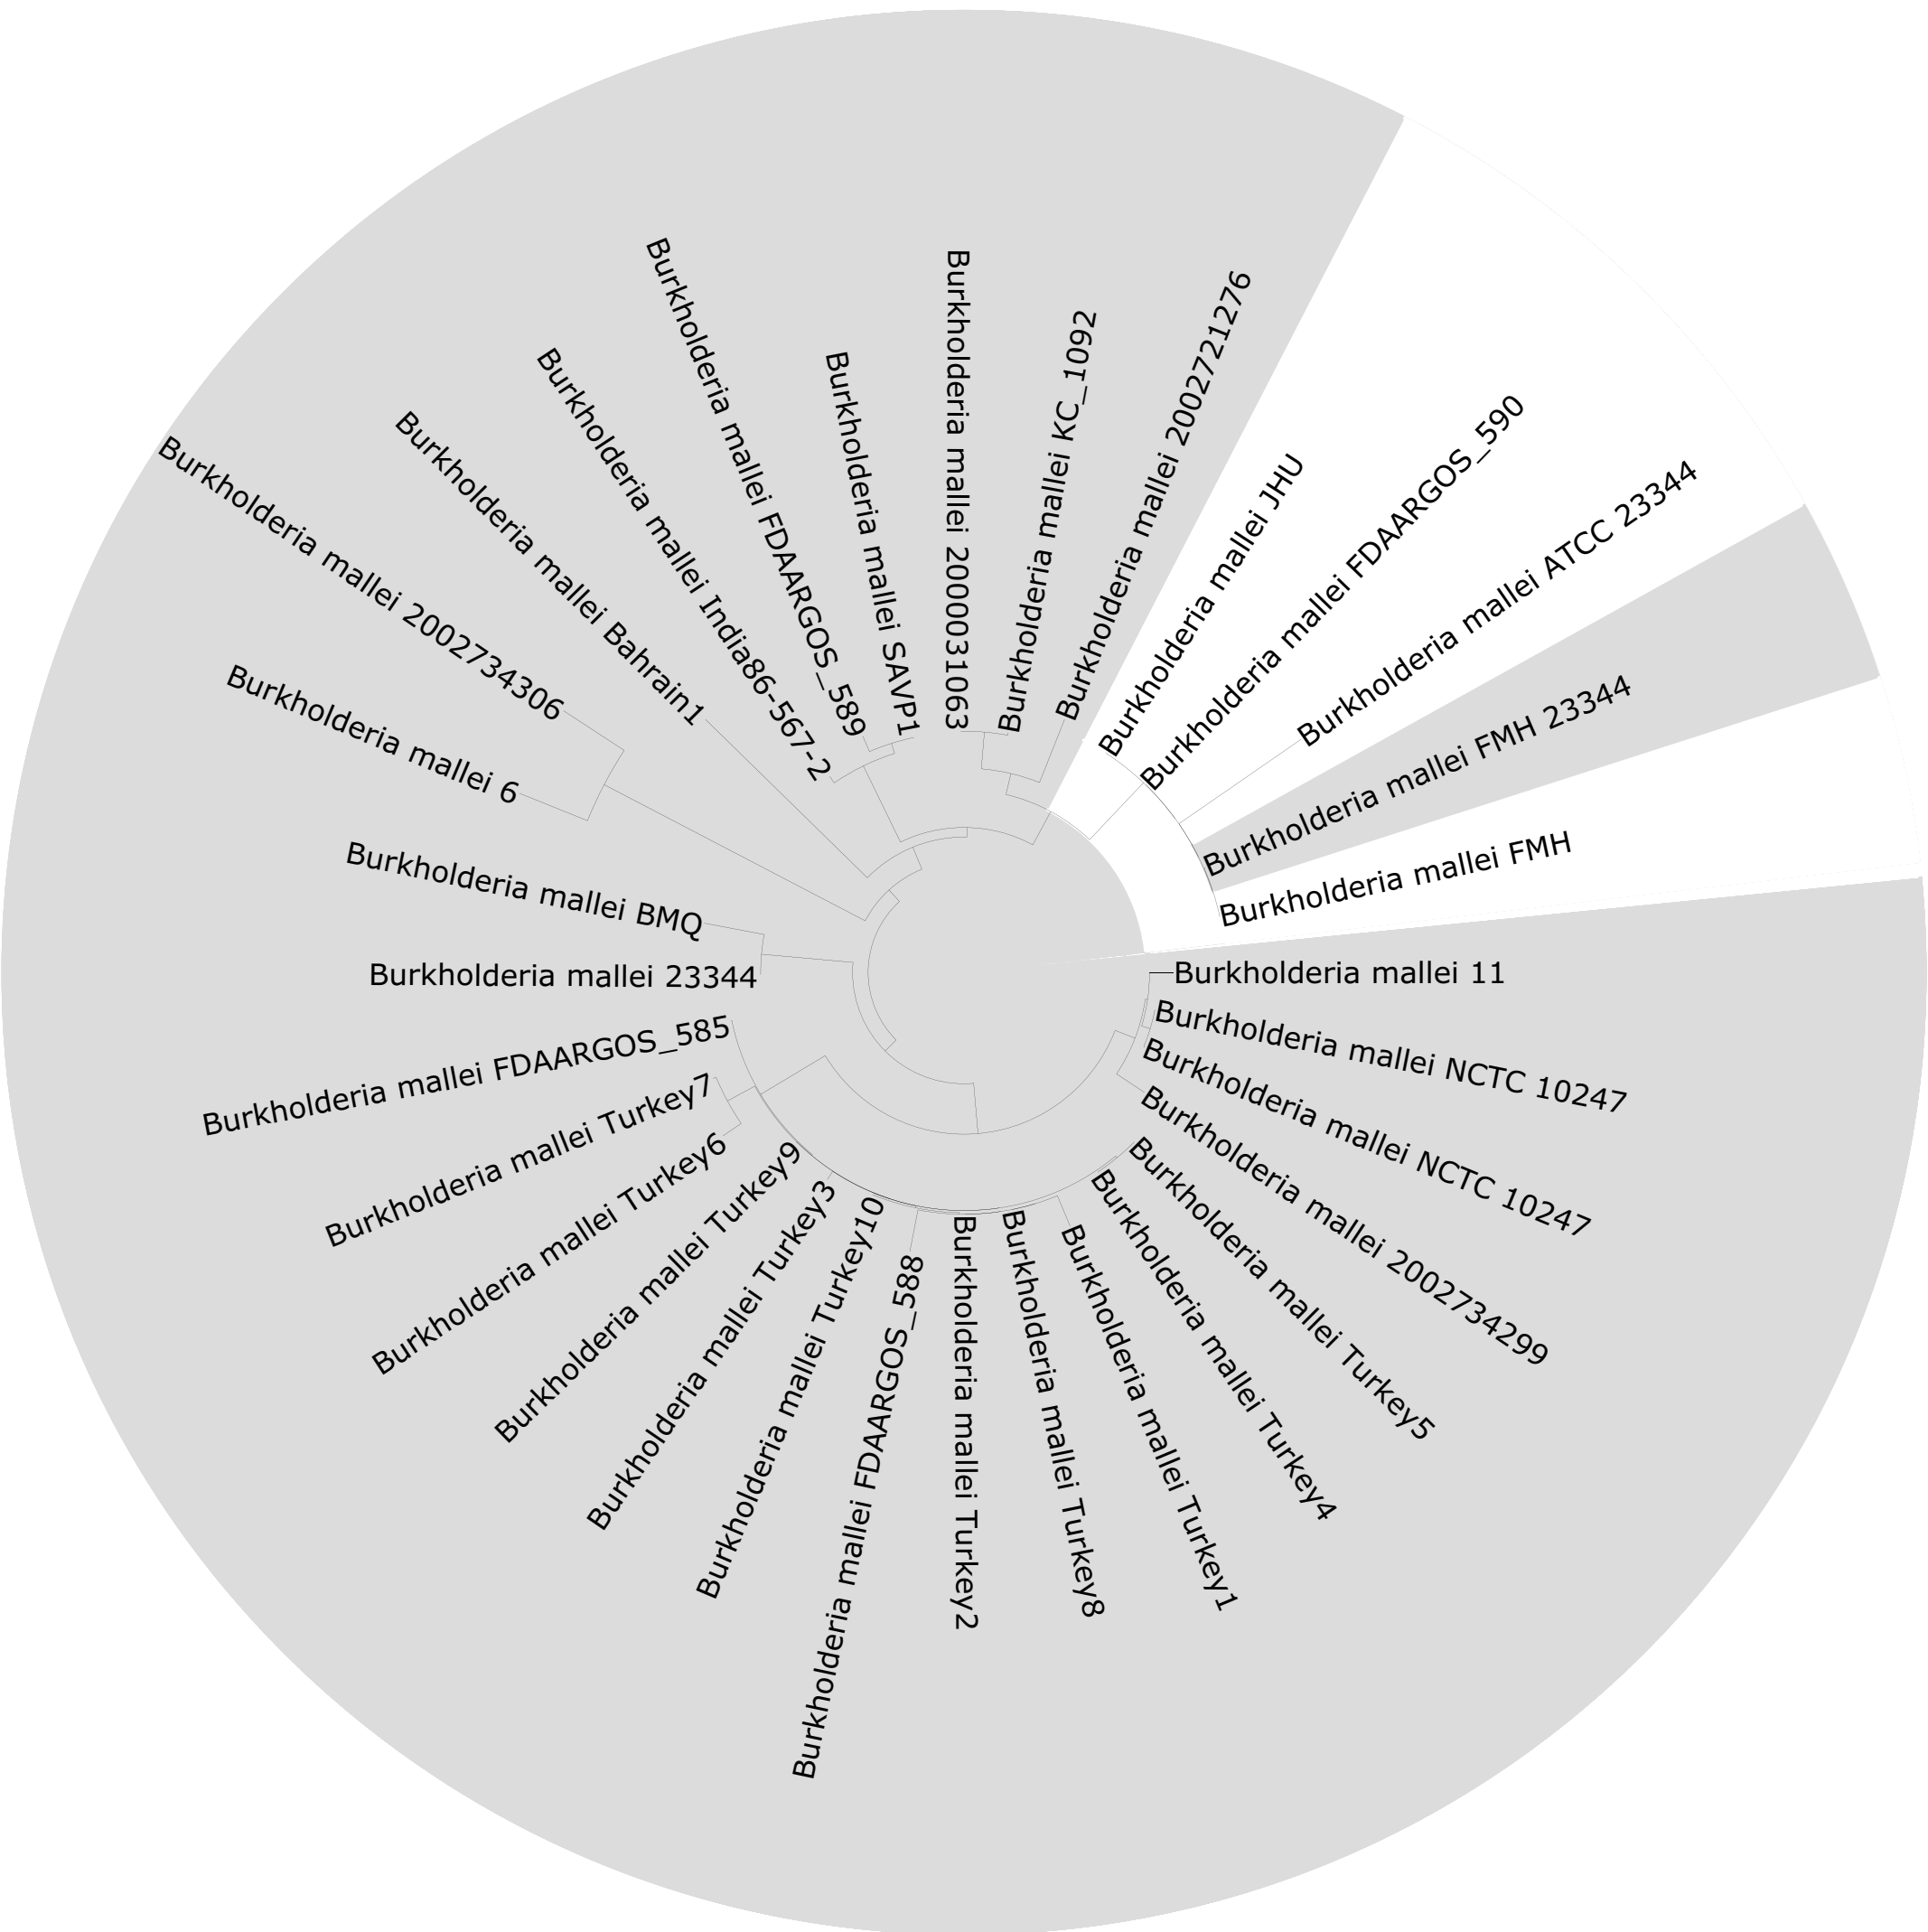 Burkholderia mallei 2000031063
Burkholderia mallei KC_1092
Burkholderia mallei 2002721276
Burkholderia mallei JHU
Burkholderia mallei FDAARGOS_590
Burkholderia mallei ATCC 23344
Burkholderia mallei FMH 23344
Burkholderia mallei FMH
Burkholderia mallei 11
Burkholderia mallei NCTC 10247
Burkholderia mallei NCTC 10247
Burkholderia mallei 2002734299
Burkholderia mallei Turkey5
Burkholderia mallei Turkey4
Burkholderia mallei Turkey1
Burkholderia mallei Turkey8
Burkholderia mallei Turkey2
Burkholderia mallei FDAARGOS_588
Burkholderia mallei Turkey10
Burkholderia mallei Turkey3
Burkholderia mallei Turkey9
Burkholderia mallei Turkey6
Burkholderia mallei Turkey7
Burkholderia mallei FDAARGOS_585
Burkholderia mallei 23344
Burkholderia mallei BMQ
Burkholderia mallei 6
Burkholderia mallei 2002734306
Burkholderia mallei Bahrain1
Burkholderia mallei India86-567-2
Burkholderia mallei FDAARGOS_589
Burkholderia mallei SAVP1